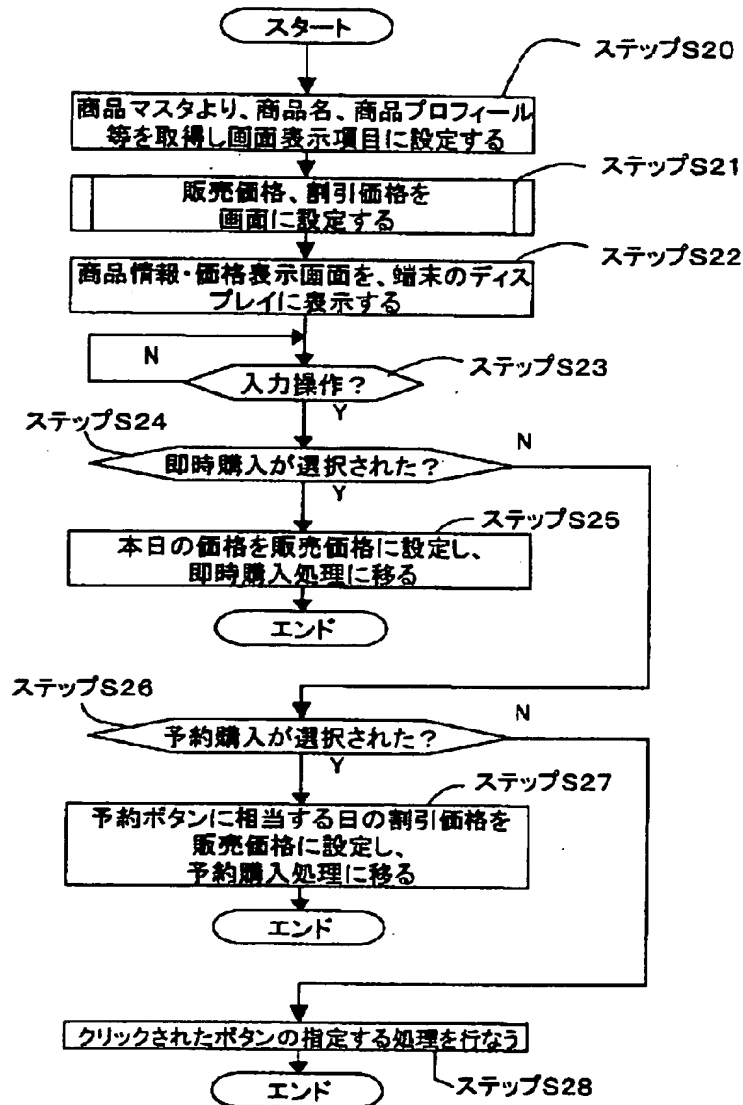 スタート
ステップS20
商品マスタより、商品名、商品プロフィール
等を取得し画面表示項目に設定する
ステップS21
販売価格、割引価格を
画面に設定する
ステップS22
商品情報・価格表示画面を、端末のディス
プレイに表示する
N
入力操作?
ステップS23
Y
ステップS24
即時購入が選択された?
N
Y
ステップS25
本日の価格を販売価格に設定し、
即時購入処理に移る
エンド
ステップS26
予約購入が選択された?
N
Y
ステップS27
予約ボタンに相当する日の割引価格を
販売価格に設定し、
予約購入処理に移る
エンド
クリックされたボタンの指定する処理を行なう
ステップS28
エンド